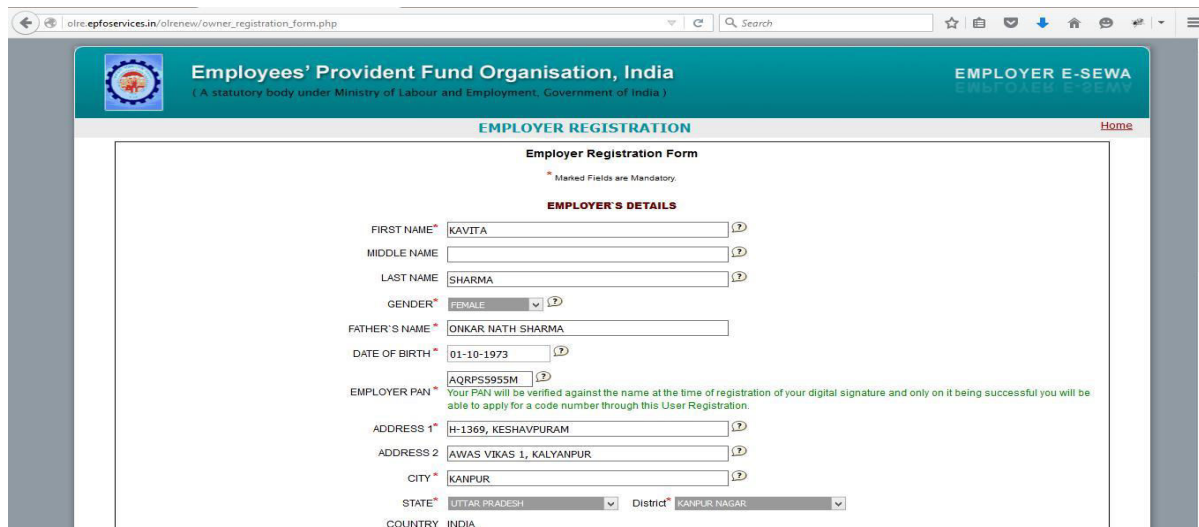 olre.epfoservices.in/olrenew/owner_registration_form.php Search
Employees' Provident Fund Organisation, India
( A statutory body under Ministry of Labour and Employment, Government of India )
EMPLOYER E-SEWA
EMPLOYER REGISTRATION Home
Employer Registration Form
* Marked Fields are Mandatory.
EMPLOYER`S DETAILS
FIRST NAME* KAVITA
MIDDLE NAME
LAST NAME SHARMA
GENDER* FEMALE
FATHER`S NAME * ONKAR NATH SHARMA
DATE OF BIRTH * 01-10-1973
EMPLOYER PAN * AQRPS5955M
Your PAN will be verified against the name at the time of registration of your digital signature and only on it being successful you will be
able to apply for a code number through this User Registration.
ADDRESS 1* H-1369, KESHAVPURAM
ADDRESS 2 AWAS VIKAS 1, KALYANPUR
CITY * KANPUR
STATE* UTTAR PRADESH District* KANPUR NAGAR
COUNTRY INDIA